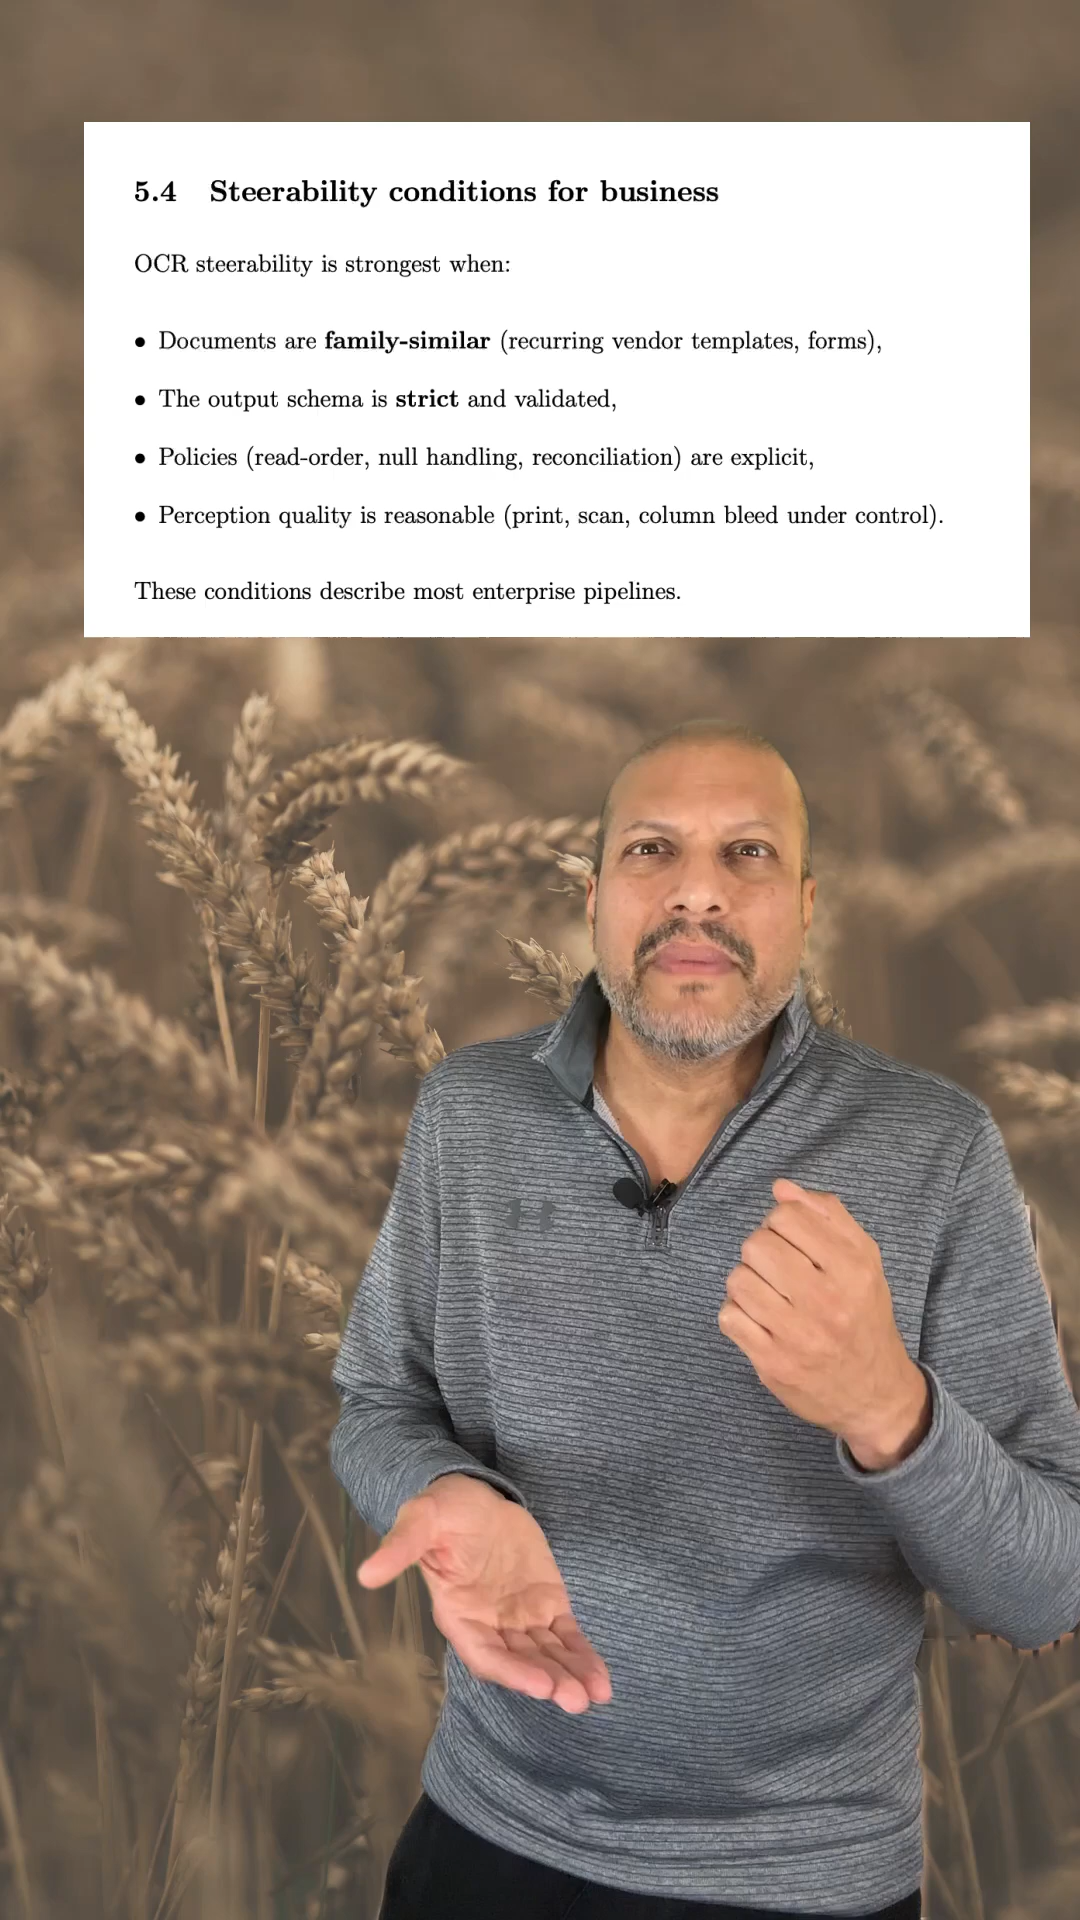 5.4 Steerability conditions for business
OCR steerability is strongest when:
• Documents are family-similar (recurring vendor templates, forms),
• The output schema is strict and validated,
• Policies (read-order, null handling, reconciliation) are explicit,
• Perception quality is reasonable (print, scan, column bleed under control).
These conditions describe most enterprise pipelines.